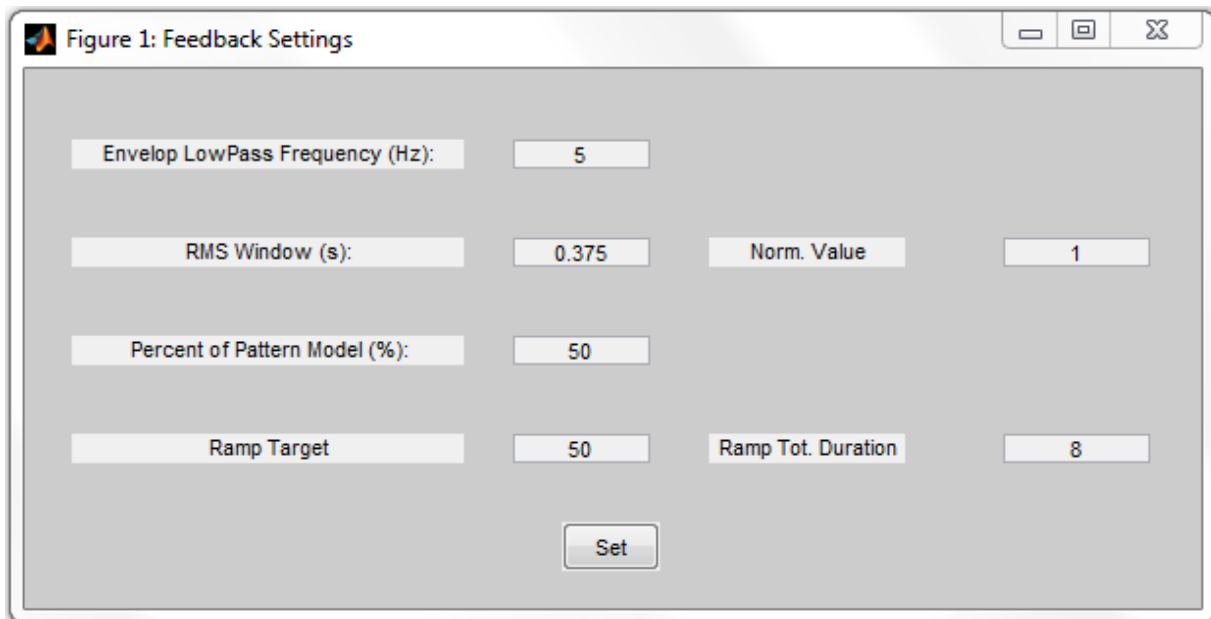 Figure 1: Feedback Settings
Envelop LowPass Frequency (Hz): 5
RMS Window (s): 0.375 Norm. Value 1
Percent of Pattern Model (%): 50
Ramp Target 50 Ramp Tot. Duration 8
Set